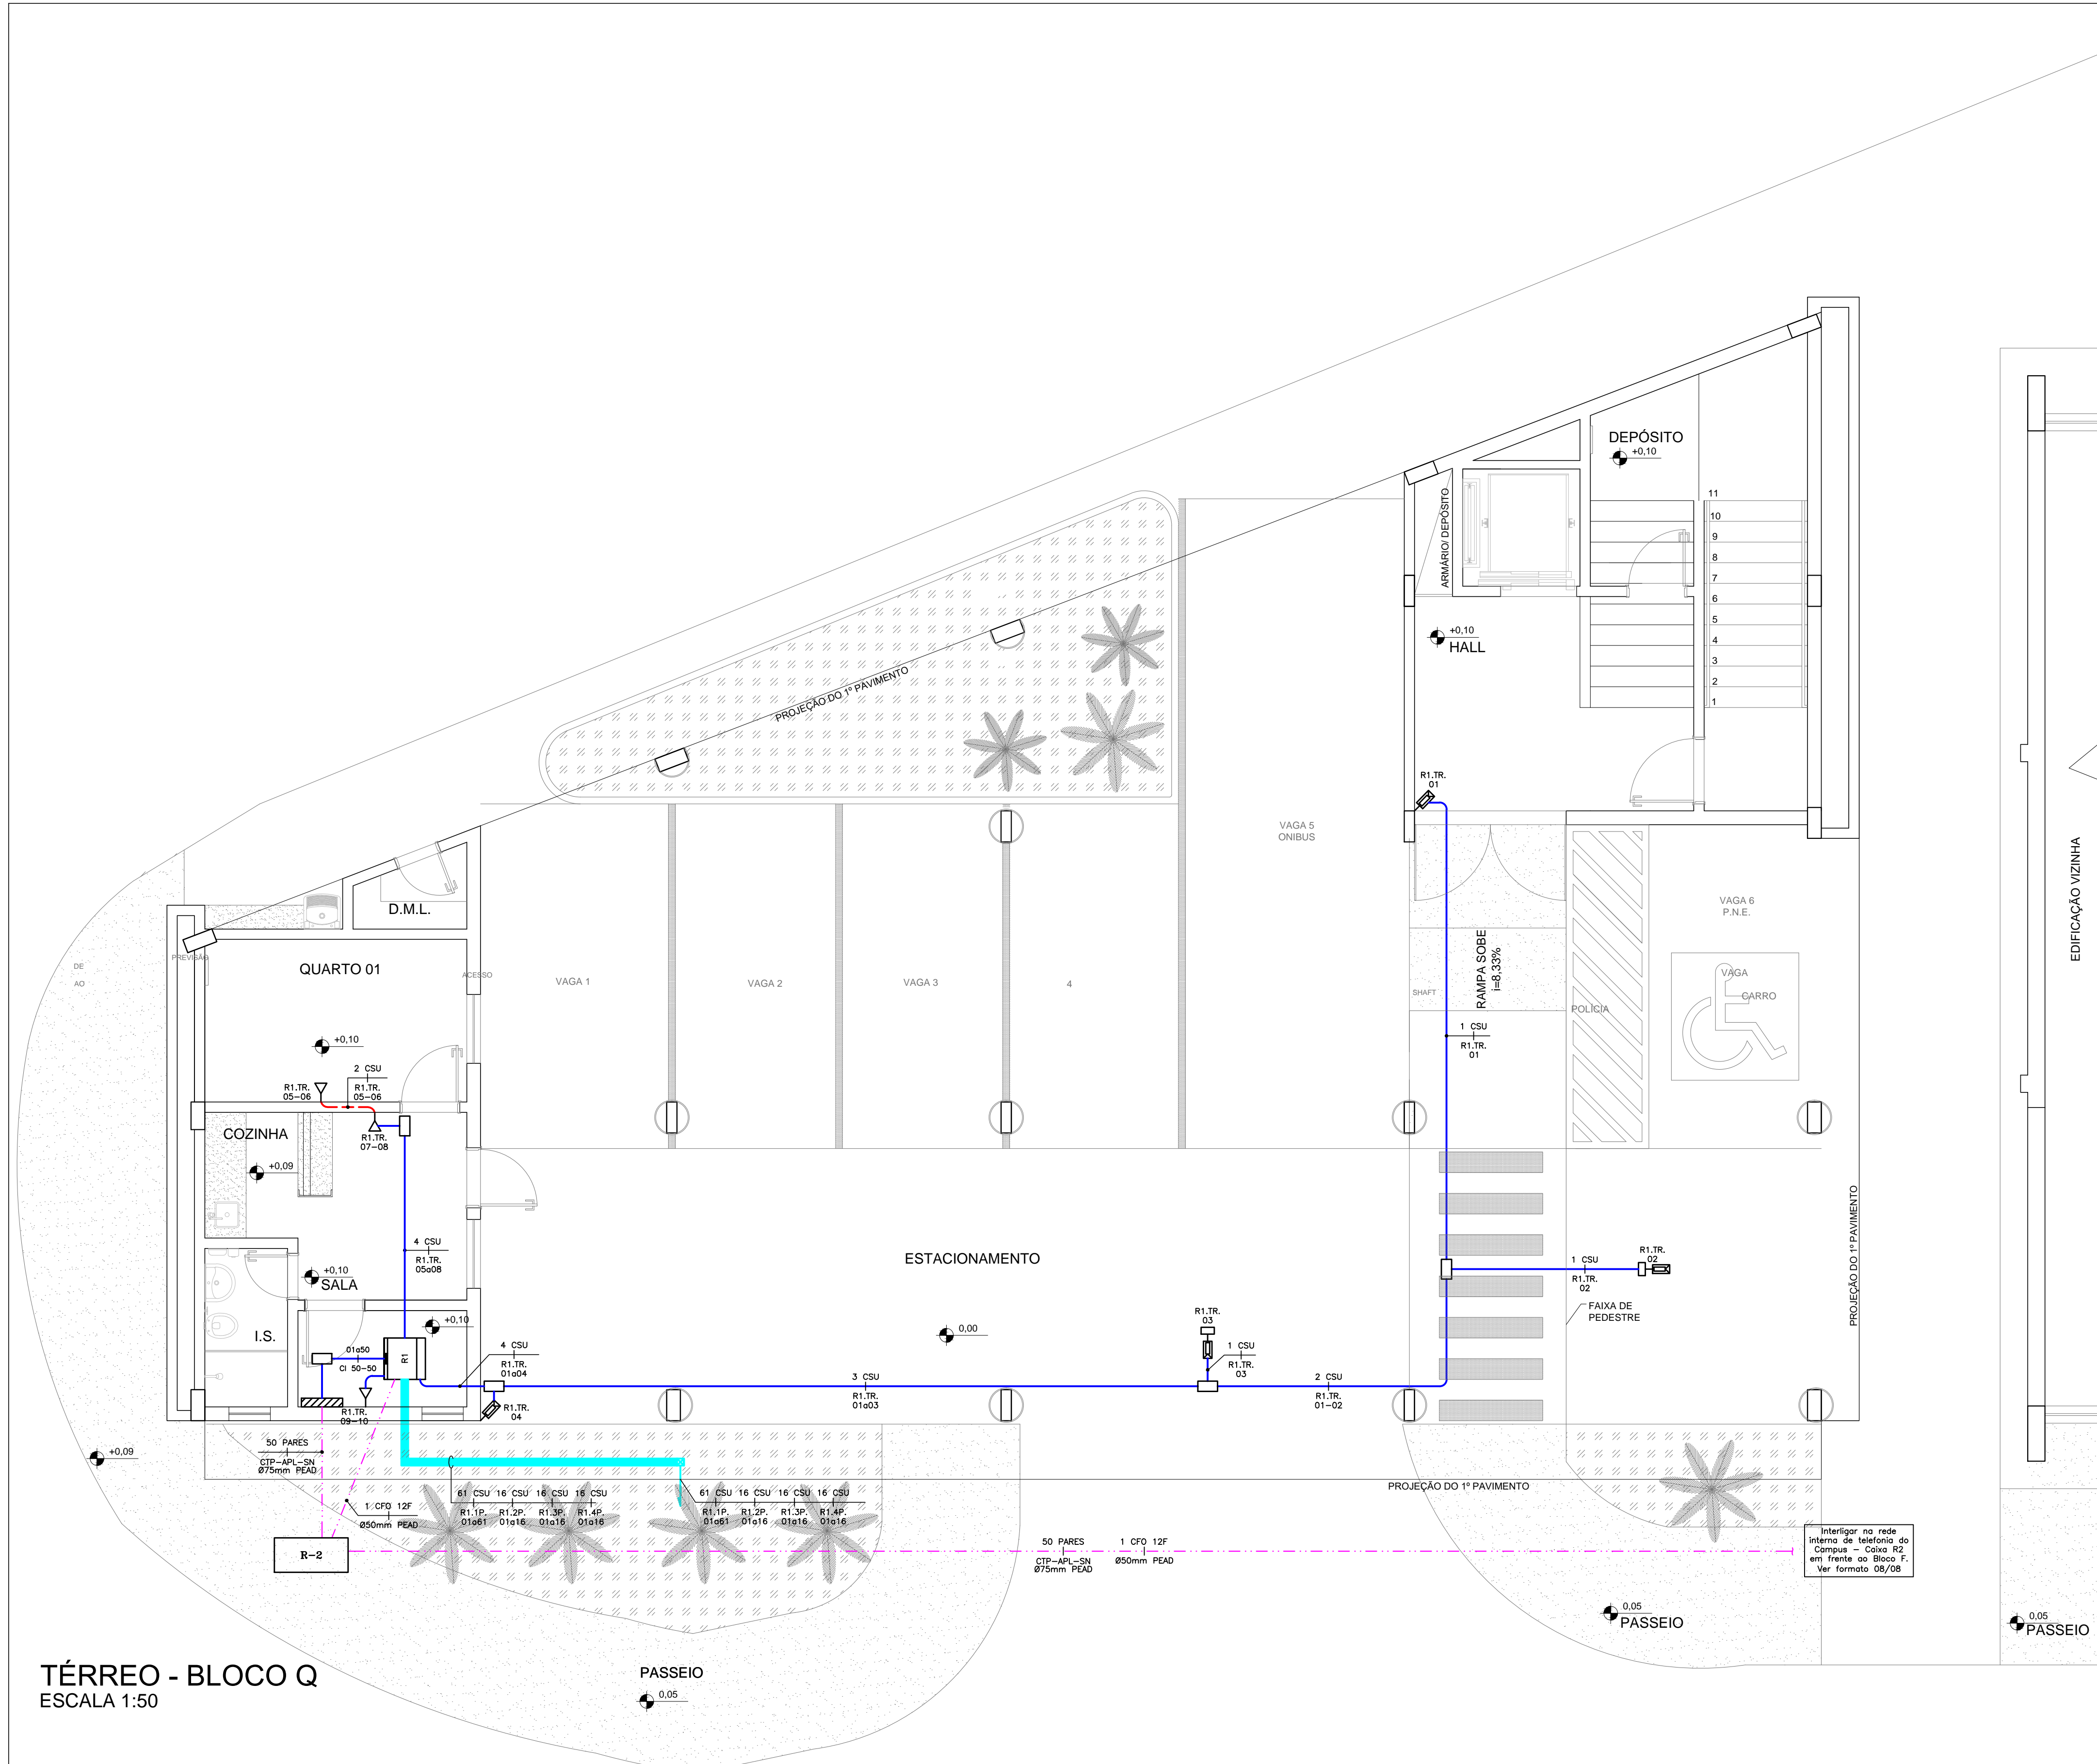 DEPÓSITO
+0,10
ARMÁRIO/ DEPÓSITO
11
10
9
8
7
6
5
4
3
2
1
+0,10
HALL
PROJEÇÃO DO 1º PAVIMENTO
R1.TR.
01
VAGA 5
ONIBUS
EDIFICAÇÃO VIZINHA
D.M.L.
VAGA 6
P.N.E.
PREVISÃO
DE
AO
QUARTO 01
ACESSO
VAGA 1
VAGA 2
VAGA 3
4
SHAFT
RAMPA SOBE
i=8,33%
POLÍCIA
VAGA
CARRO
+0,10
1 CSU
R1.TR.
01
2 CSU
R1.TR.
05-06
R1.TR.
05-06
COZINHA
R1.TR.
07-08
+0,09
PROJEÇÃO DO 1º PAVIMENTO
4 CSU
R1.TR.
05a08
ESTACIONAMENTO
+0,10
SALA
1 CSU
R1.TR.
02
R1.TR.
02
FAIXA DE
PEDESTRE
I.S.
+0,10
0,00
R1.TR.
03
1 CSU
R1.TR.
03
01a50
CI 50-50
R1
4 CSU
R1.TR.
01a04
3 CSU
R1.TR.
01a03
2 CSU
R1.TR.
01-02
R1.TR.
09-10
R1.TR.
04
+0,09
50 PARES
CTP-APL-SN
Ø75mm PEAD
1 CFO 12F
Ø50mm PEAD
61 CSU 16 CSU 16 CSU 16 CSU
R1.1P. R1.2P. R1.3P. R1.4P.
01a61 01a16 01a16 01a16
61 CSU 16 CSU 16 CSU 16 CSU
R1.1P. R1.2P. R1.3P. R1.4P.
01a61 01a16 01a16 01a16
PROJEÇÃO DO 1º PAVIMENTO
R-2
50 PARES
CTP-APL-SN
Ø75mm PEAD
1 CFO 12F
Ø50mm PEAD
Interligar na rede
interna de telefonia do
Campus - Caixa R2
em frente ao Bloco F.
Ver formato 08/08
0,05
PASSEIO
0,05
PASSEIO
PASSEIO
0,05
TÉRREO - BLOCO Q
ESCALA 1:50